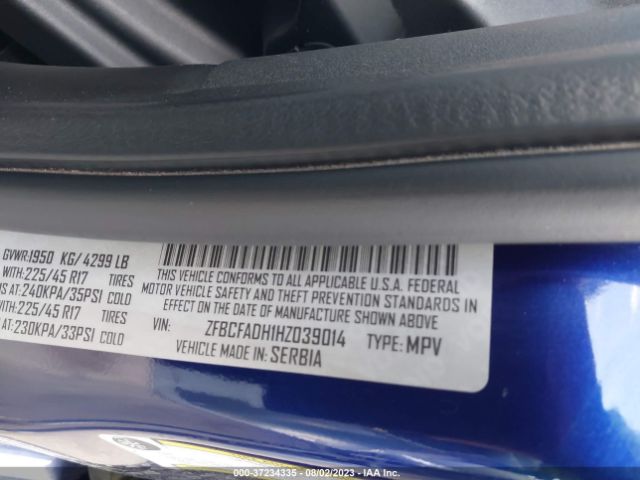 GVWR:1950 KG/ 4299 LB
WITH:225/45 R17 TIRES
S AT:240KPA/35PSI COLD
WITH:225/45 R17 TIRES
AT:230KPA/33PSI COLD
THIS VEHICLE CONFORMS TO ALL APPLICABLE U.S.A. FEDERAL
MOTOR VEHICLE SAFETY AND THEFT PREVENTION STANDARDS IN
EFFECT ON THE DATE OF MANUFACTURE SHOWN ABOVE
VIN: ZFBCFADH1HZ039014 TYPE: MPV
VEHICLE MADE IN: SERBIA
00-37234335 - 08/02/2023 - IAA Inc.